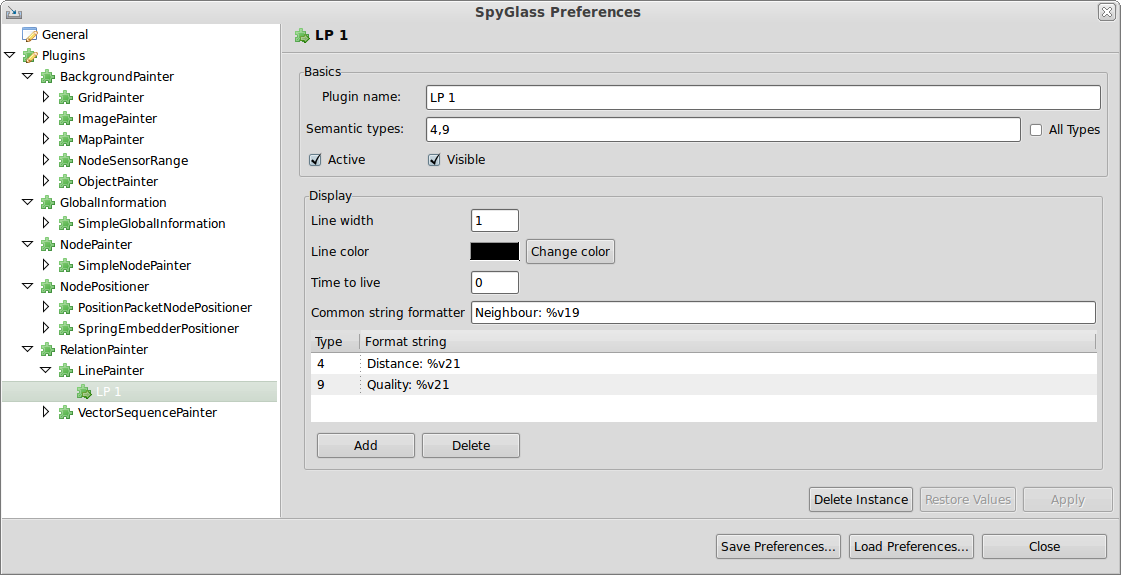 SpyGlass Preferences
General
Plugins
BackgroundPainter
GridPainter
ImagePainter
MapPainter
NodeSensorRange
ObjectPainter
GlobalInformation
SimpleGlobalInformation
NodePainter
SimpleNodePainter
NodePositioner
PositionPacketNodePositioner
SpringEmbedderPositioner
RelationPainter
LinePainter
LP 1
VectorSequencePainter
LP 1
Basics
Plugin name: LP 1
Semantic types: 4,9 All Types
Active Visible
Display
Line width 1
Line color Change color
Time to live 0
Common string formatter Neighbour: %v19
Type Format string
4 Distance: %v21
9 Quality: %v21
Add Delete
Delete Instance Restore Values Apply
Save Preferences... Load Preferences... Close